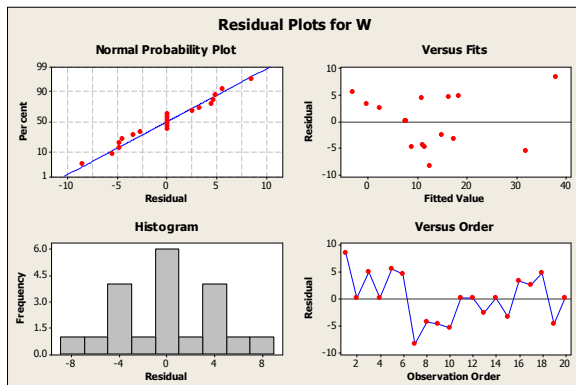 Residual Plots for W
Normal Probability Plot
99
90
50
10
1
Per cent
-10 -5 0 5 10
Residual
Versus Fits
10
5
0
-5
-10
Residual
0 10 20 30 40
Fitted Value
Histogram
6.0
4.5
3.0
1.5
0.0
Frequency
-8 -4 0 4 8
Residual
Versus Order
10
5
0
-5
-10
Residual
2 4 6 8 10 12 14 16 18 20
Observation Order